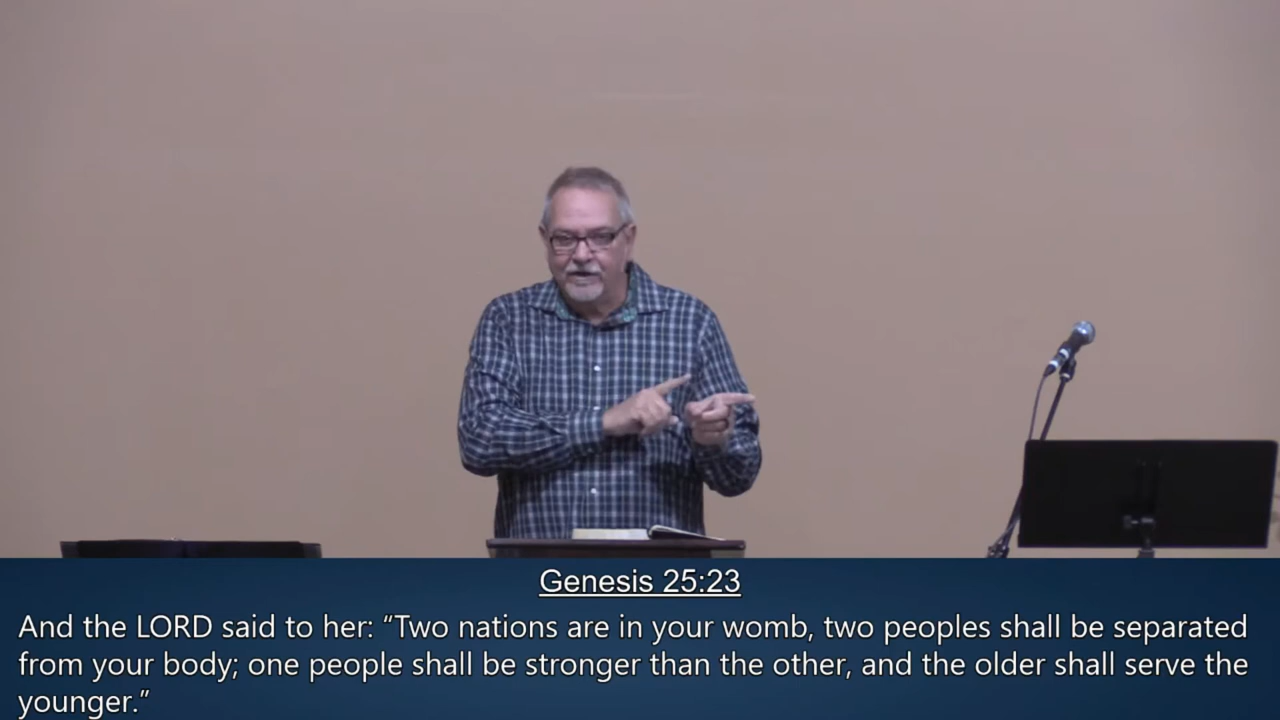 Genesis 25:23
And the LORD said to her: “Two nations are in your womb, two peoples shall be separated
from your body; one people shall be stronger than the other, and the older shall serve the
younger.”